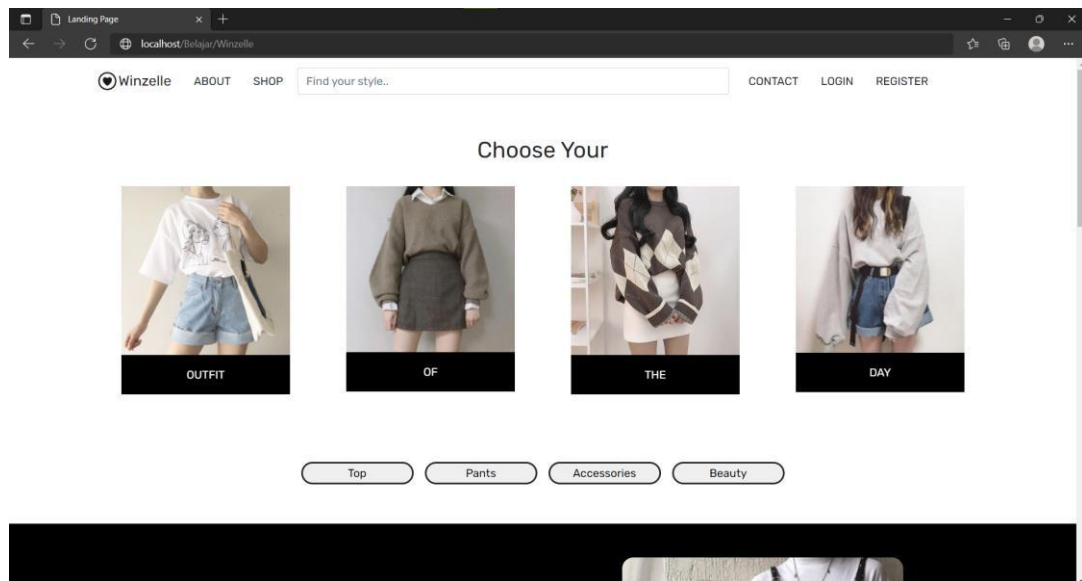 Landing Page
localhost/Belajar/Winzelle
Winzelle ABOUT SHOP Find your style.. CONTACT LOGIN REGISTER
Choose Your
OUTFIT OF THE DAY
Top Pants Accessories Beauty